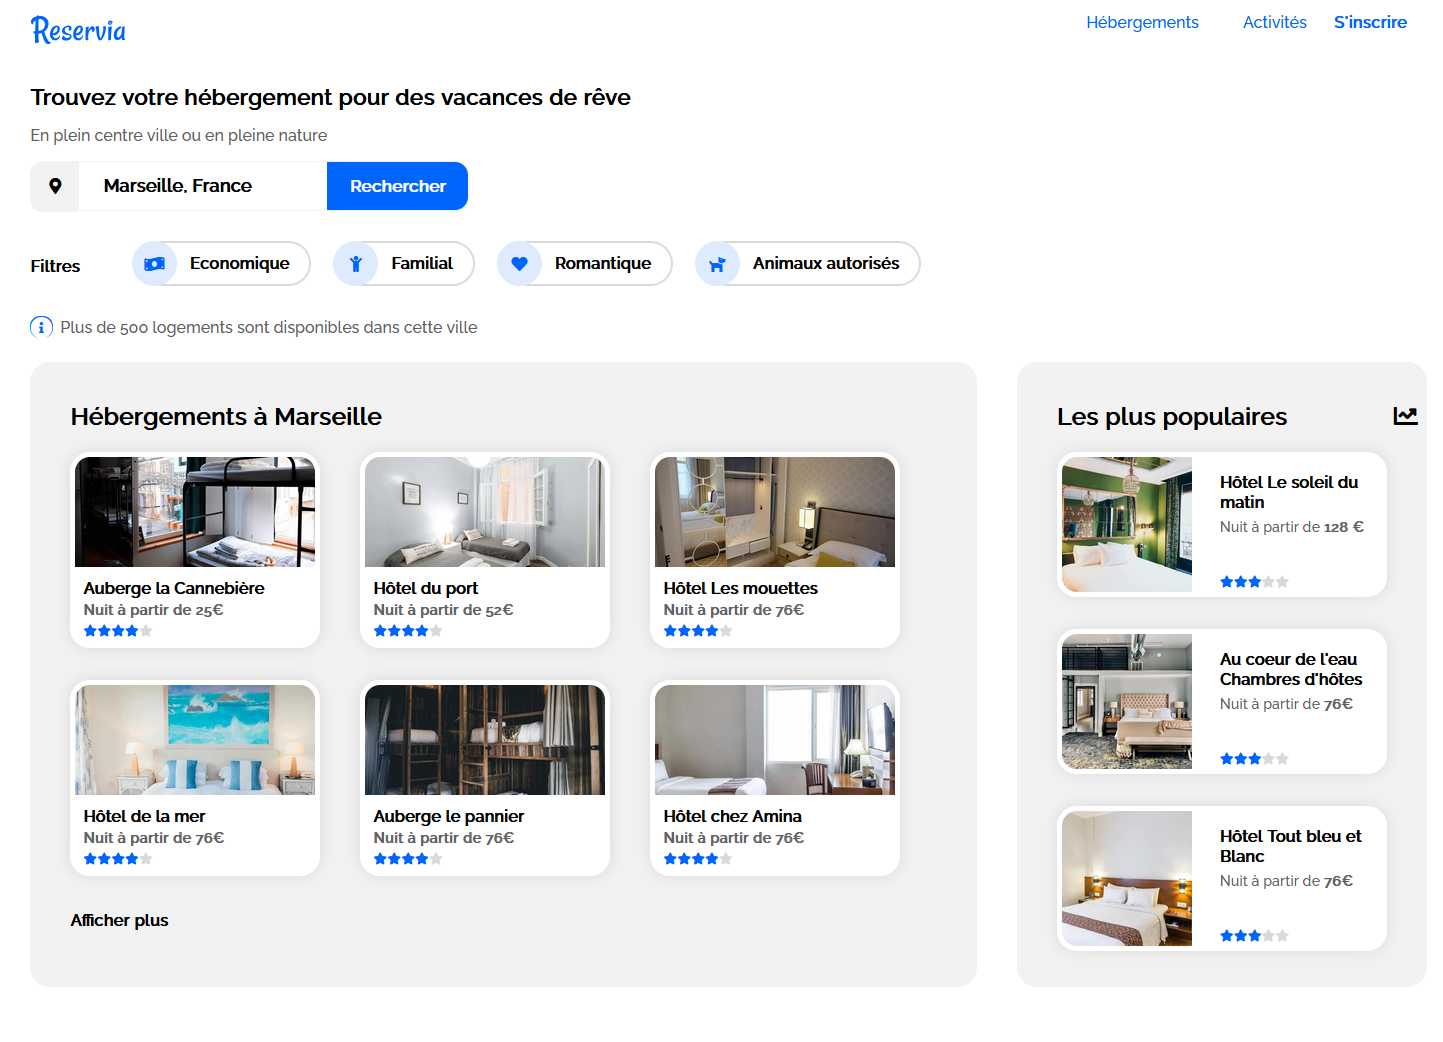 Reservia
Hébergements
Activités
S'inscrire
Trouvez votre hébergement pour des vacances de rêve
En plein centre ville ou en pleine nature
Marseille, France
Rechercher
Filtres
Economique
Familial
Romantique
Animaux autorisés
Plus de 500 logements sont disponibles dans cette ville
Hébergements à Marseille
Auberge la Cannebière
Nuit à partir de 25€
Hôtel du port
Nuit à partir de 52€
Hôtel Les mouettes
Nuit à partir de 76€
Hôtel de la mer
Nuit à partir de 76€
Auberge le pannier
Nuit à partir de 76€
Hôtel chez Amina
Nuit à partir de 76€
Afficher plus
Les plus populaires
Hôtel Le soleil du
matin
Nuit à partir de 128 €
Au coeur de l'eau
Chambres d'hôtes
Nuit à partir de 76€
Hôtel Tout bleu et
Blanc
Nuit à partir de 76€